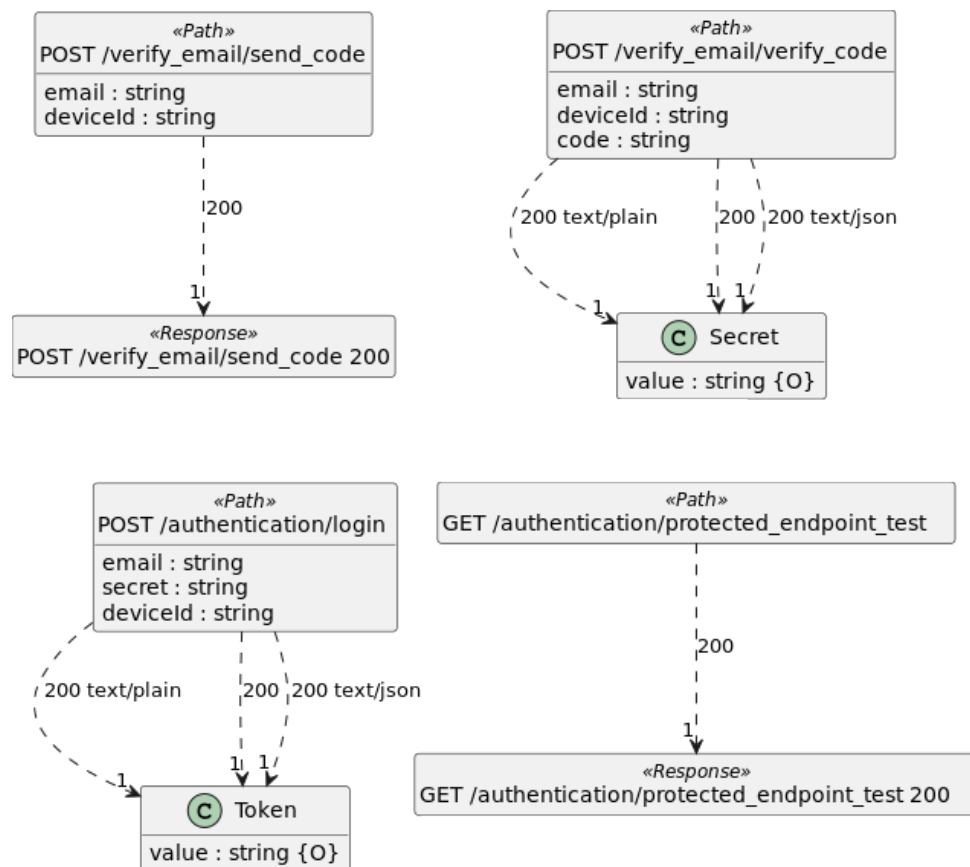 «Path»
POST /verify_email/send_code
email : string
deviceId : string
200
1
«Response»
POST /verify_email/send_code 200
«Path»
POST /verify_email/verify_code
email : string
deviceId : string
code : string
200 text/plain
200
200 text/json
1
1
1
C Secret
value : string {O}
«Path»
POST /authentication/login
email : string
secret : string
deviceId : string
200 text/plain
200
200 text/json
1
1
1
C Token
value : string {O}
«Path»
GET /authentication/protected_endpoint_test
200
1
«Response»
GET /authentication/protected_endpoint_test 200